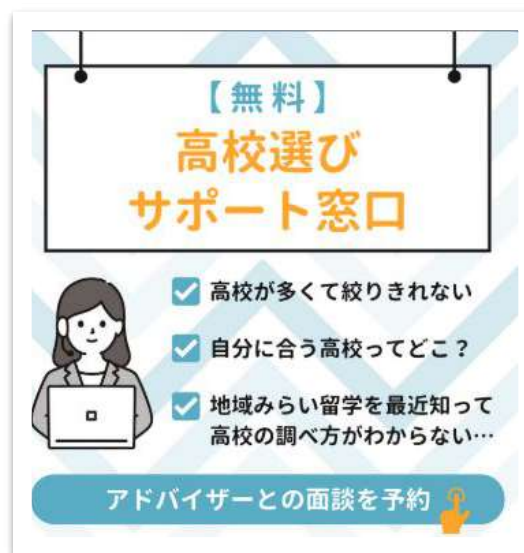 【無料】
高校選び
サポート窓口
高校が多くて絞りきれない
自分に合う高校ってどこ？
地域みらい留学を最近知って
高校の調べ方がわからない…
アドバイザーとの面談を予約